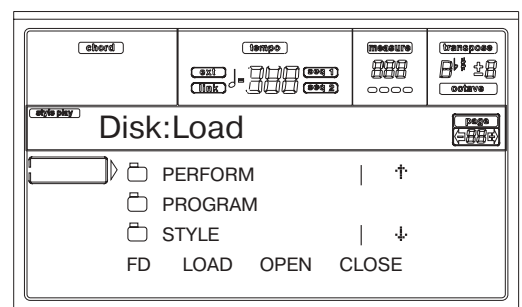 chord tempo measure transpose
ext link seq 1 seq 2 octave
style play Disk:Load page
PERFORM
PROGRAM
STYLE
FD LOAD OPEN CLOSE